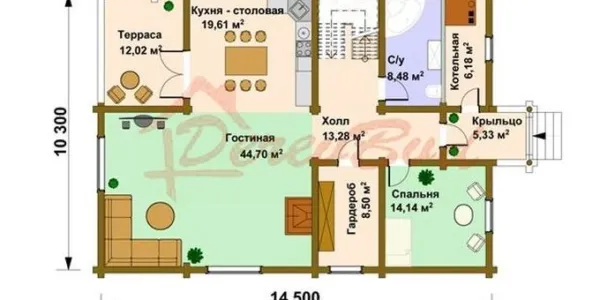 Терраса
12,02 м²
Кухня - столовая
19,61 м²
С/у
8,48 м²
Котельная
6,18 м²
Гостиная
44,70 м²
Холл
13,28 м²
Крыльцо
5,33 м²
Гардероб
8,50 м²
Спальня
14,14 м²
10 300
14 500